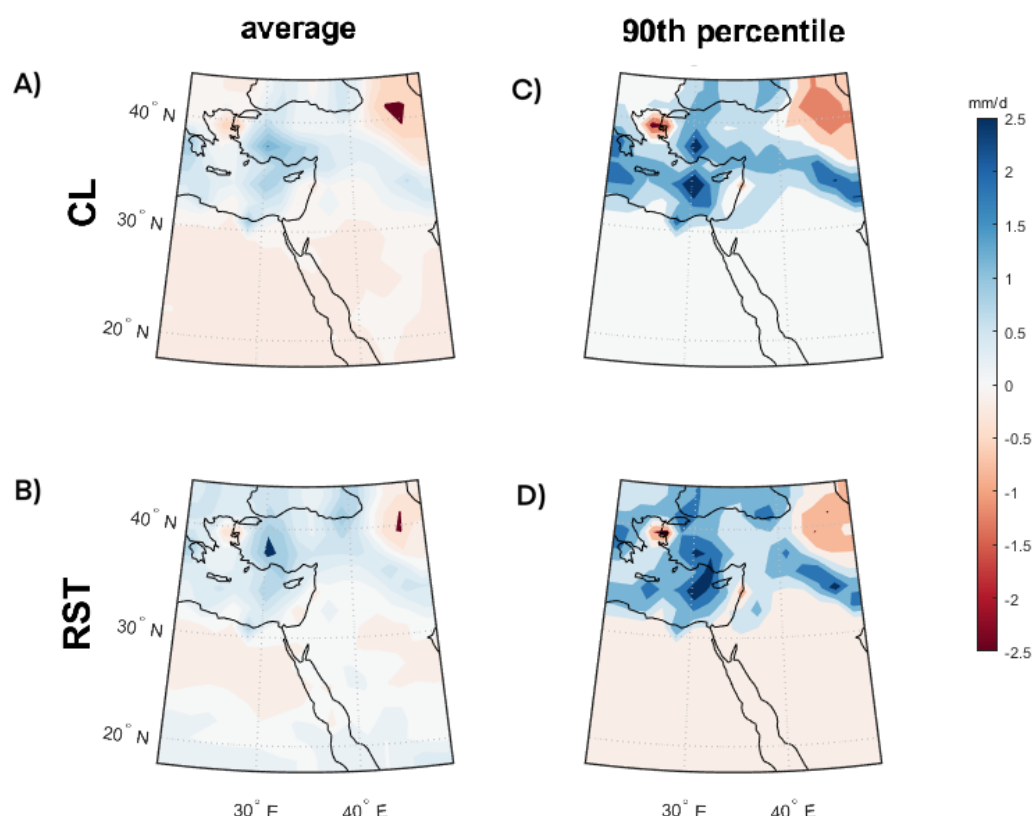 average
90th percentile
A)
C)
mm/d
40° N
30° N
20° N
CL
2.5
2
1.5
1
0.5
0
-0.5
-1
-1.5
-2
-2.5
B)
D)
40° N
30° N
20° N
RST
30° E
40° E
30° E
40° E